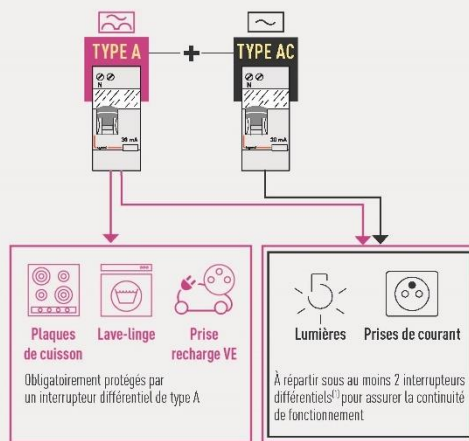 TYPE A
+
TYPE AC
N
30 mA
legrand
N
30 mA
legrand
Plaques
de cuisson
Lave-linge
Prise
recharge VE
Obligatoirement protégés par
un interrupteur différentiel de type A
Lumières
Prises de courant
À répartir sous au moins 2 interrupteurs
différentiels(1) pour assurer la continuité
de fonctionnement